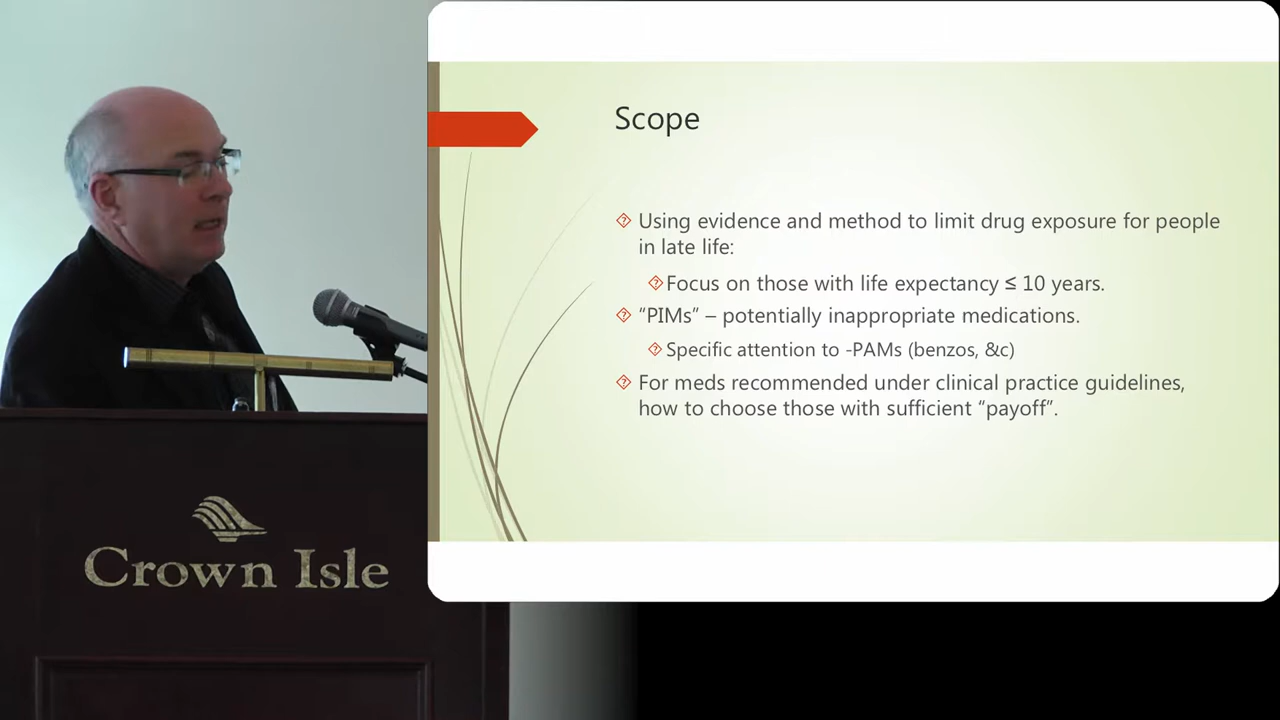 Scope
Using evidence and method to limit drug exposure for people
in late life:
Focus on those with life expectancy ≤ 10 years.
“PIMs” – potentially inappropriate medications.
Specific attention to -PAMs (benzos, &c)
For meds recommended under clinical practice guidelines,
how to choose those with sufficient “payoff”.
Crown Isle